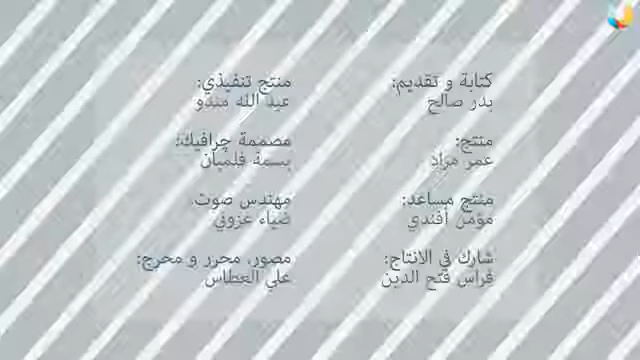 كتابة و تقديم:
بدر صالح
منتج:
عمر مراد
منتج مساعد:
مؤمن أفندي
شارك في الانتاج:
فراس فتح الدين
منتج تنفيذي:
عبد الله مندو
مصممة جرافيك:
بسمة فلمبان
مهندس صوت:
ضياء عزوني
مصور، محرر و مخرج:
علي العطاس